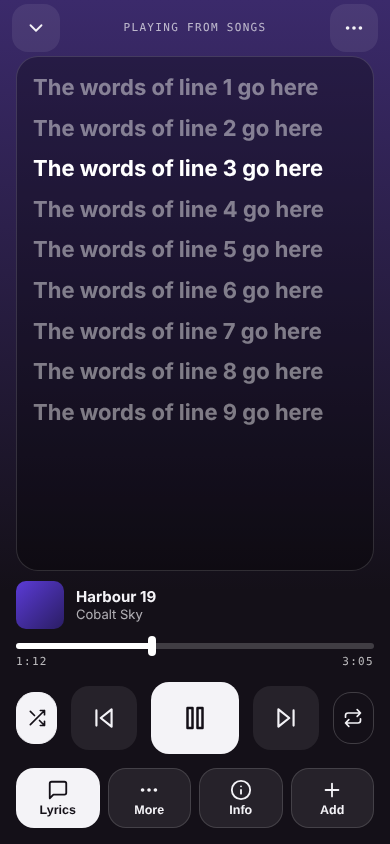 PLAYING FROM SONGS
The words of line 1 go here
The words of line 2 go here
The words of line 3 go here
The words of line 4 go here
The words of line 5 go here
The words of line 6 go here
The words of line 7 go here
The words of line 8 go here
The words of line 9 go here
Harbour 19
Cobalt Sky
1:12 3:05
Lyrics More Info Add